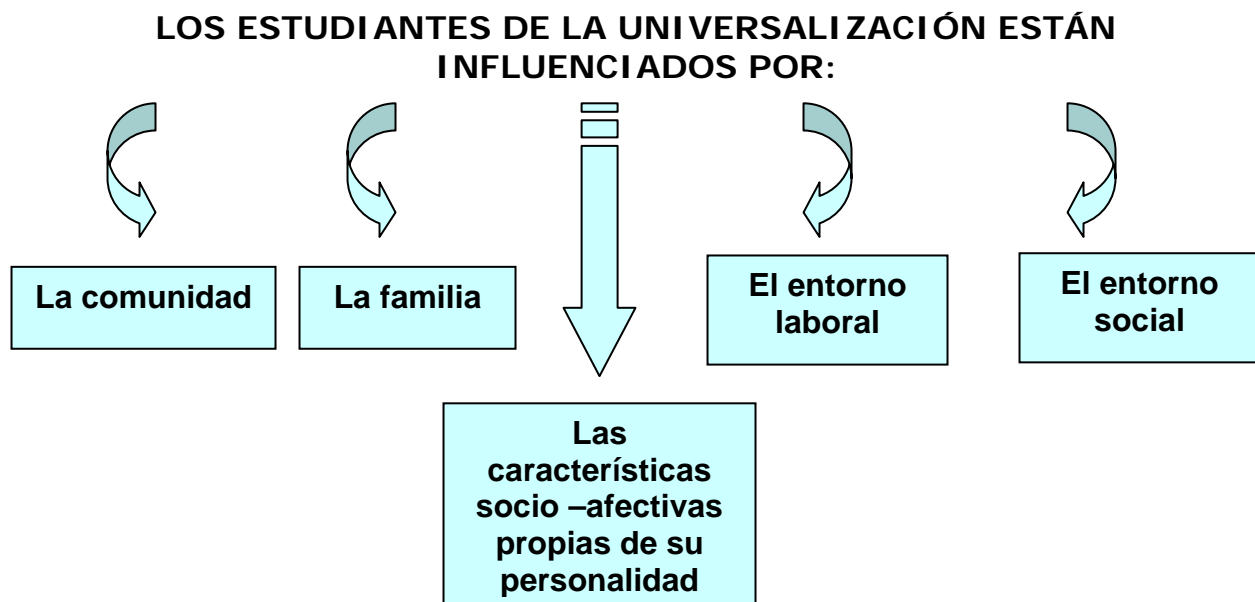 LOS ESTUDIANTES DE LA UNIVERSALIZACIÓN ESTÁN
INFLUENCIADOS POR:
La comunidad
La familia
El entorno
laboral
El entorno
social
Las
características
socio –afectivas
propias de su
personalidad